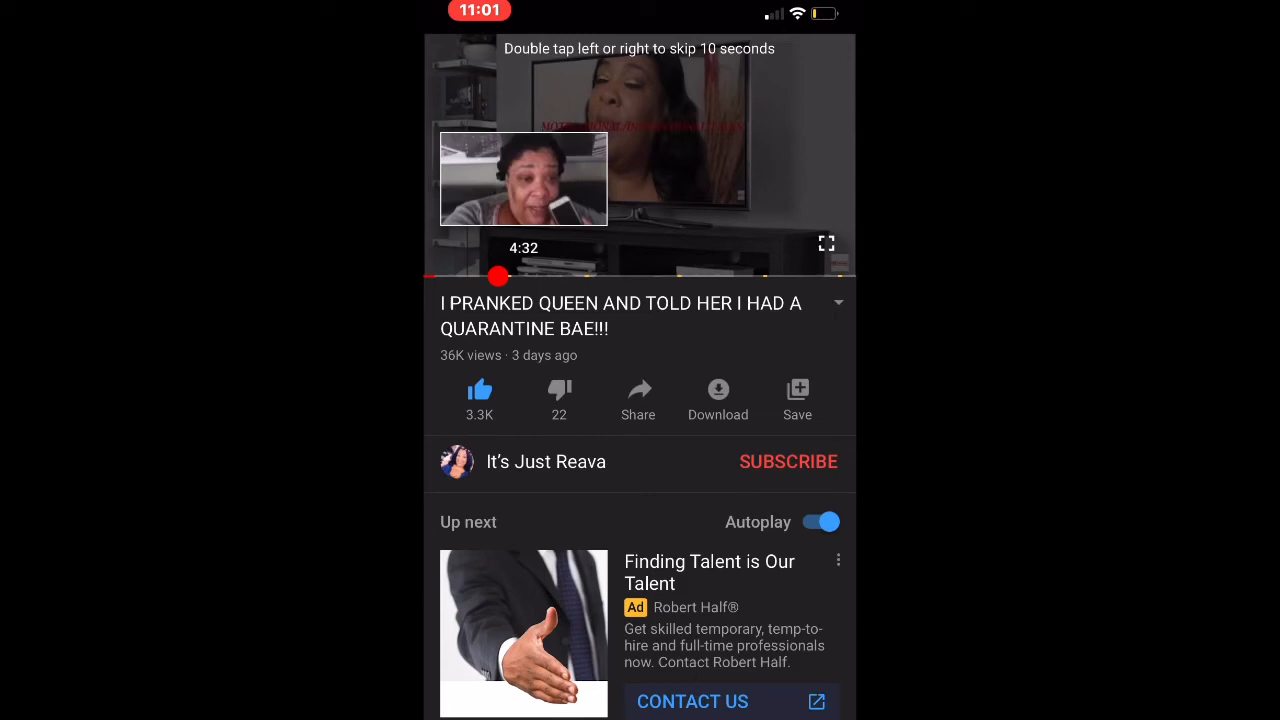 11:01
Double tap left or right to skip 10 seconds
4:32
I PRANKED QUEEN AND TOLD HER I HAD A
QUARANTINE BAE!!!
36K views · 3 days ago
3.3K
22
Share
Download
Save
It's Just Reava
SUBSCRIBE
Up next
Autoplay
Finding Talent is Our
Talent
Ad Robert Half®
Get skilled temporary, temp-to-
hire and full-time professionals
now. Contact Robert Half.
CONTACT US